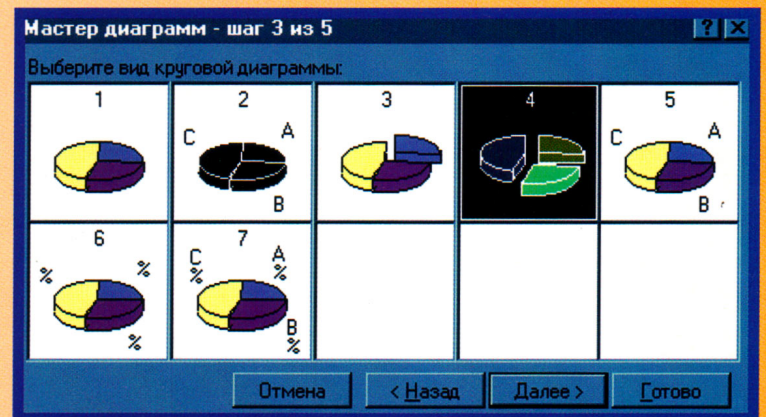 Мастер диаграмм - шаг 3 из 5
Выберите вид круговой диаграммы:
1 2 3 4 5
C A C A
B B
6 7
% % C A
% %
% B
%
Отмена < Назад Далее > Готово